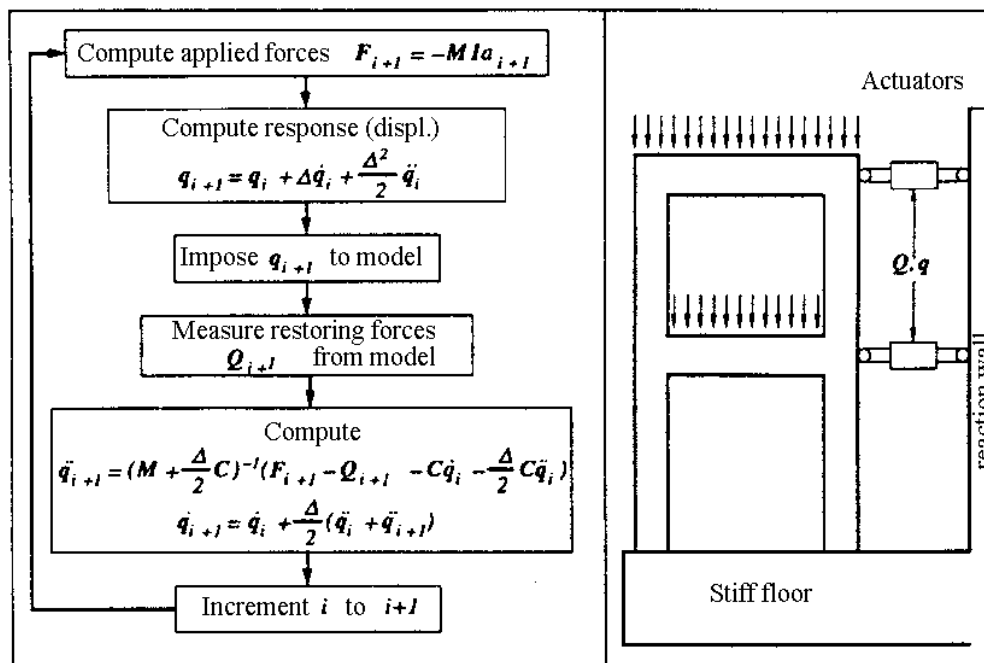 Compute applied forces F_{i+1} = −M1a_{i+1}
Compute response (displ.)
q_{i+1} = q_i + Δq̇_i + Δ²/2 q̈_i
Impose q_{i+1} to model
Measure restoring forces
Q_{i+1} from model
Compute
q̈_{i+1} = (M + Δ/2 C)^{-1}(F_{i+1} − Q_{i+1} − Cq̇_i − Δ/2 Cq̈_i)
q̇_{i+1} = q̇_i + Δ/2 (q̈_i + q̈_{i+1})
Increment i to i+1
Actuators
Q, q
reaction wall
Stiff floor